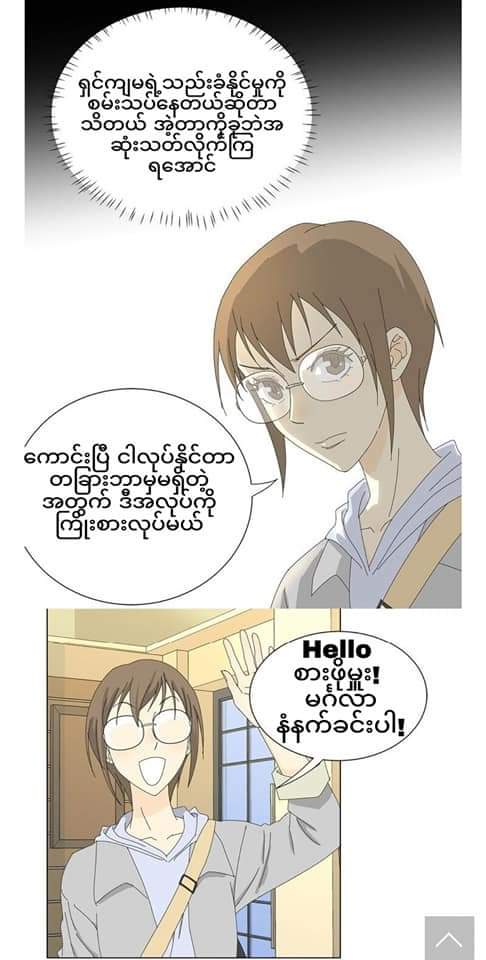 ရှင်ကျမရဲ့သည်းခံနိုင်မှုကို
စမ်းသပ်နေတယ်ဆိုတာ
သိတယ် အဲ့တာကိုခုဘဲအ
ဆုံးသတ်လိုက်ကြ
ရအောင်
ကောင်းပြီ ငါလုပ်နိုင်တာ
တခြားဘာမှမရှိတဲ့
အတွက် ဒီအလုပ်ကို
ကြိုးစားလုပ်မယ်
Hello
စားဖိုမှူး!
မင်္ဂလာ
နံနက်ခင်းပါ!